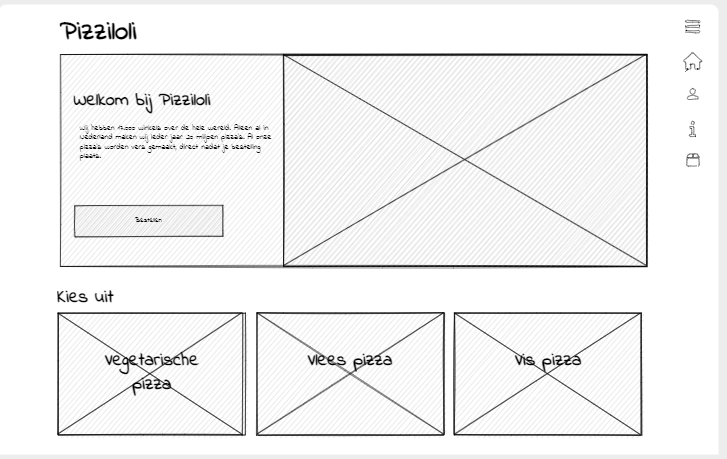 Pizziloli
Welkom bij Pizziloli
wij hebben 17.000 winkels over de hele wereld. Alleen al in
Nederland maken wij ieder jaar 20 miljoen pizza's. Al onze
pizza's worden vers gemaakt, direct nadat je bestelling
plaats.
Bestellen
Kies uit
vegetarische
pizza
Vlees pizza
Vis pizza